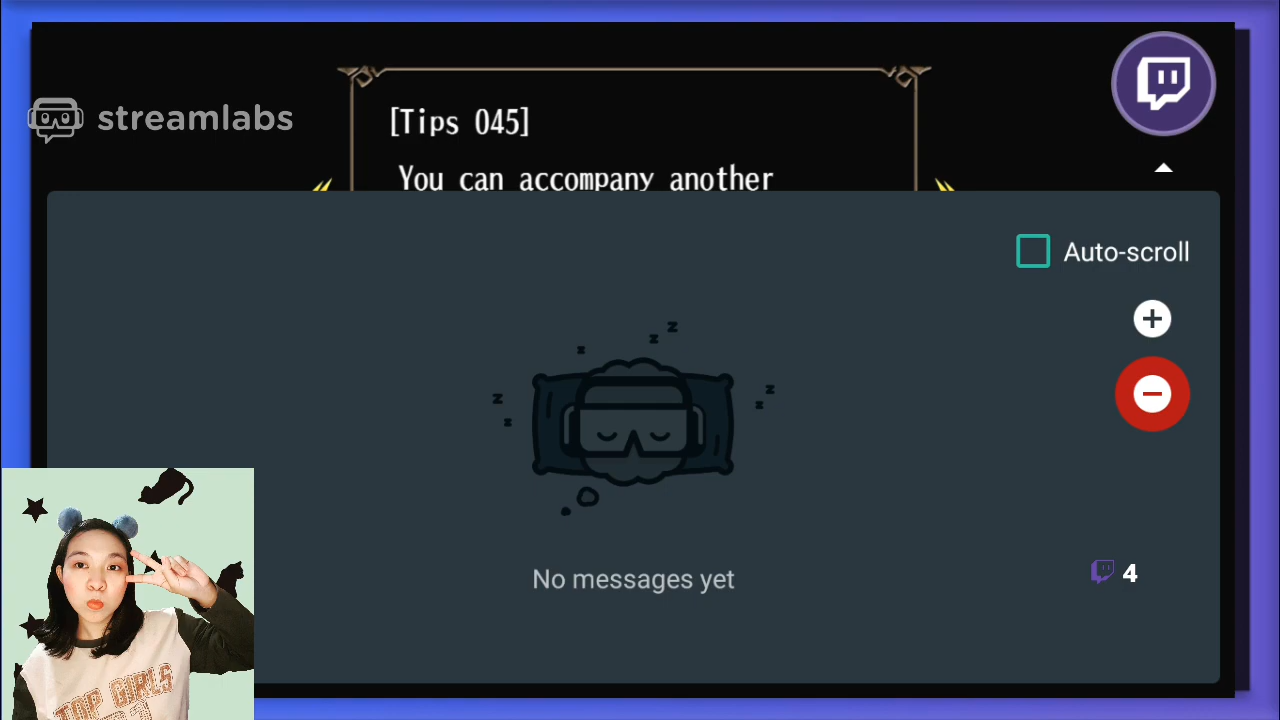 streamlabs
[Tips 045]
You can accompany another
Auto-scroll
No messages yet
4
TOP GIRLS